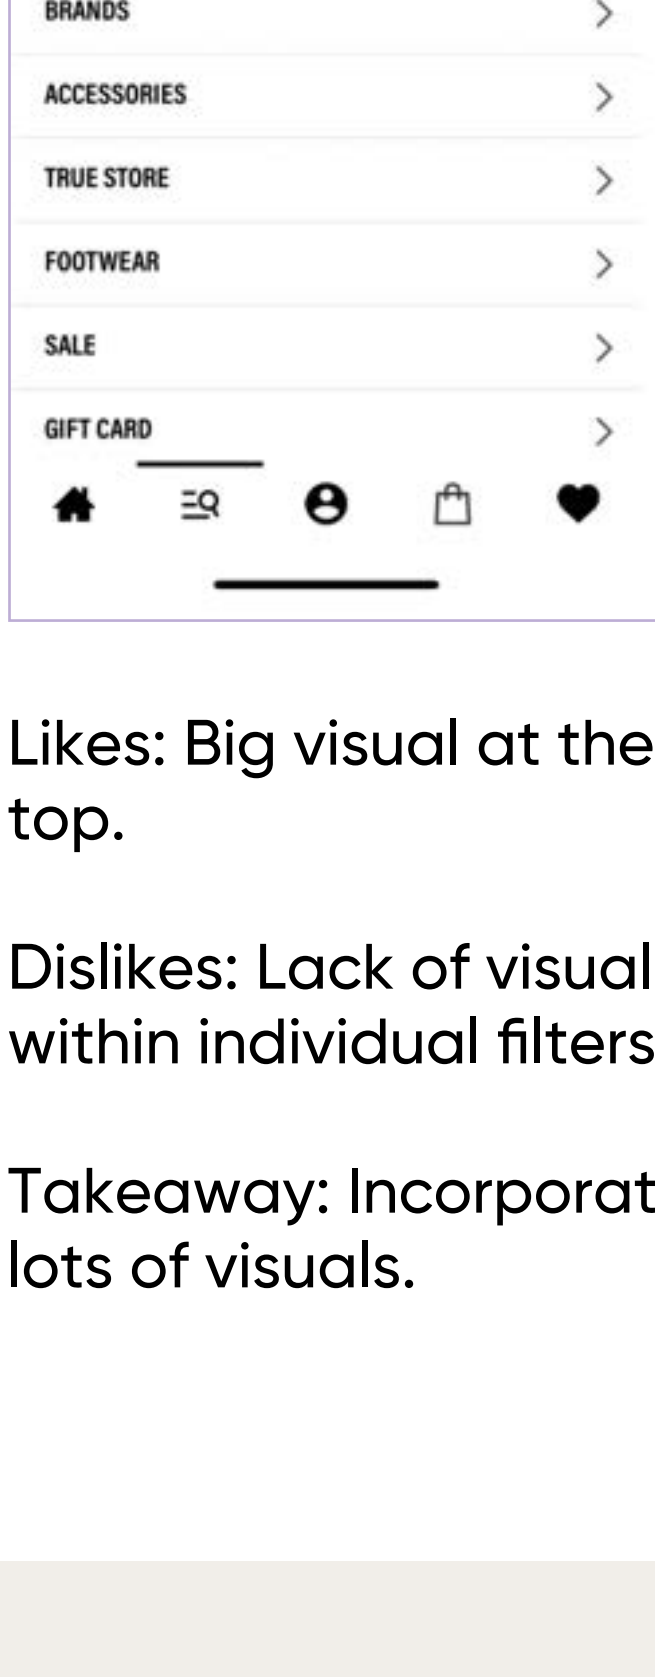 BRANDS
ACCESSORIES
TRUE STORE
FOOTWEAR
SALE
GIFT CARD
Likes: Big visual at the
top.
Dislikes: Lack of visual
within individual filters
Takeaway: Incorporat
lots of visuals.